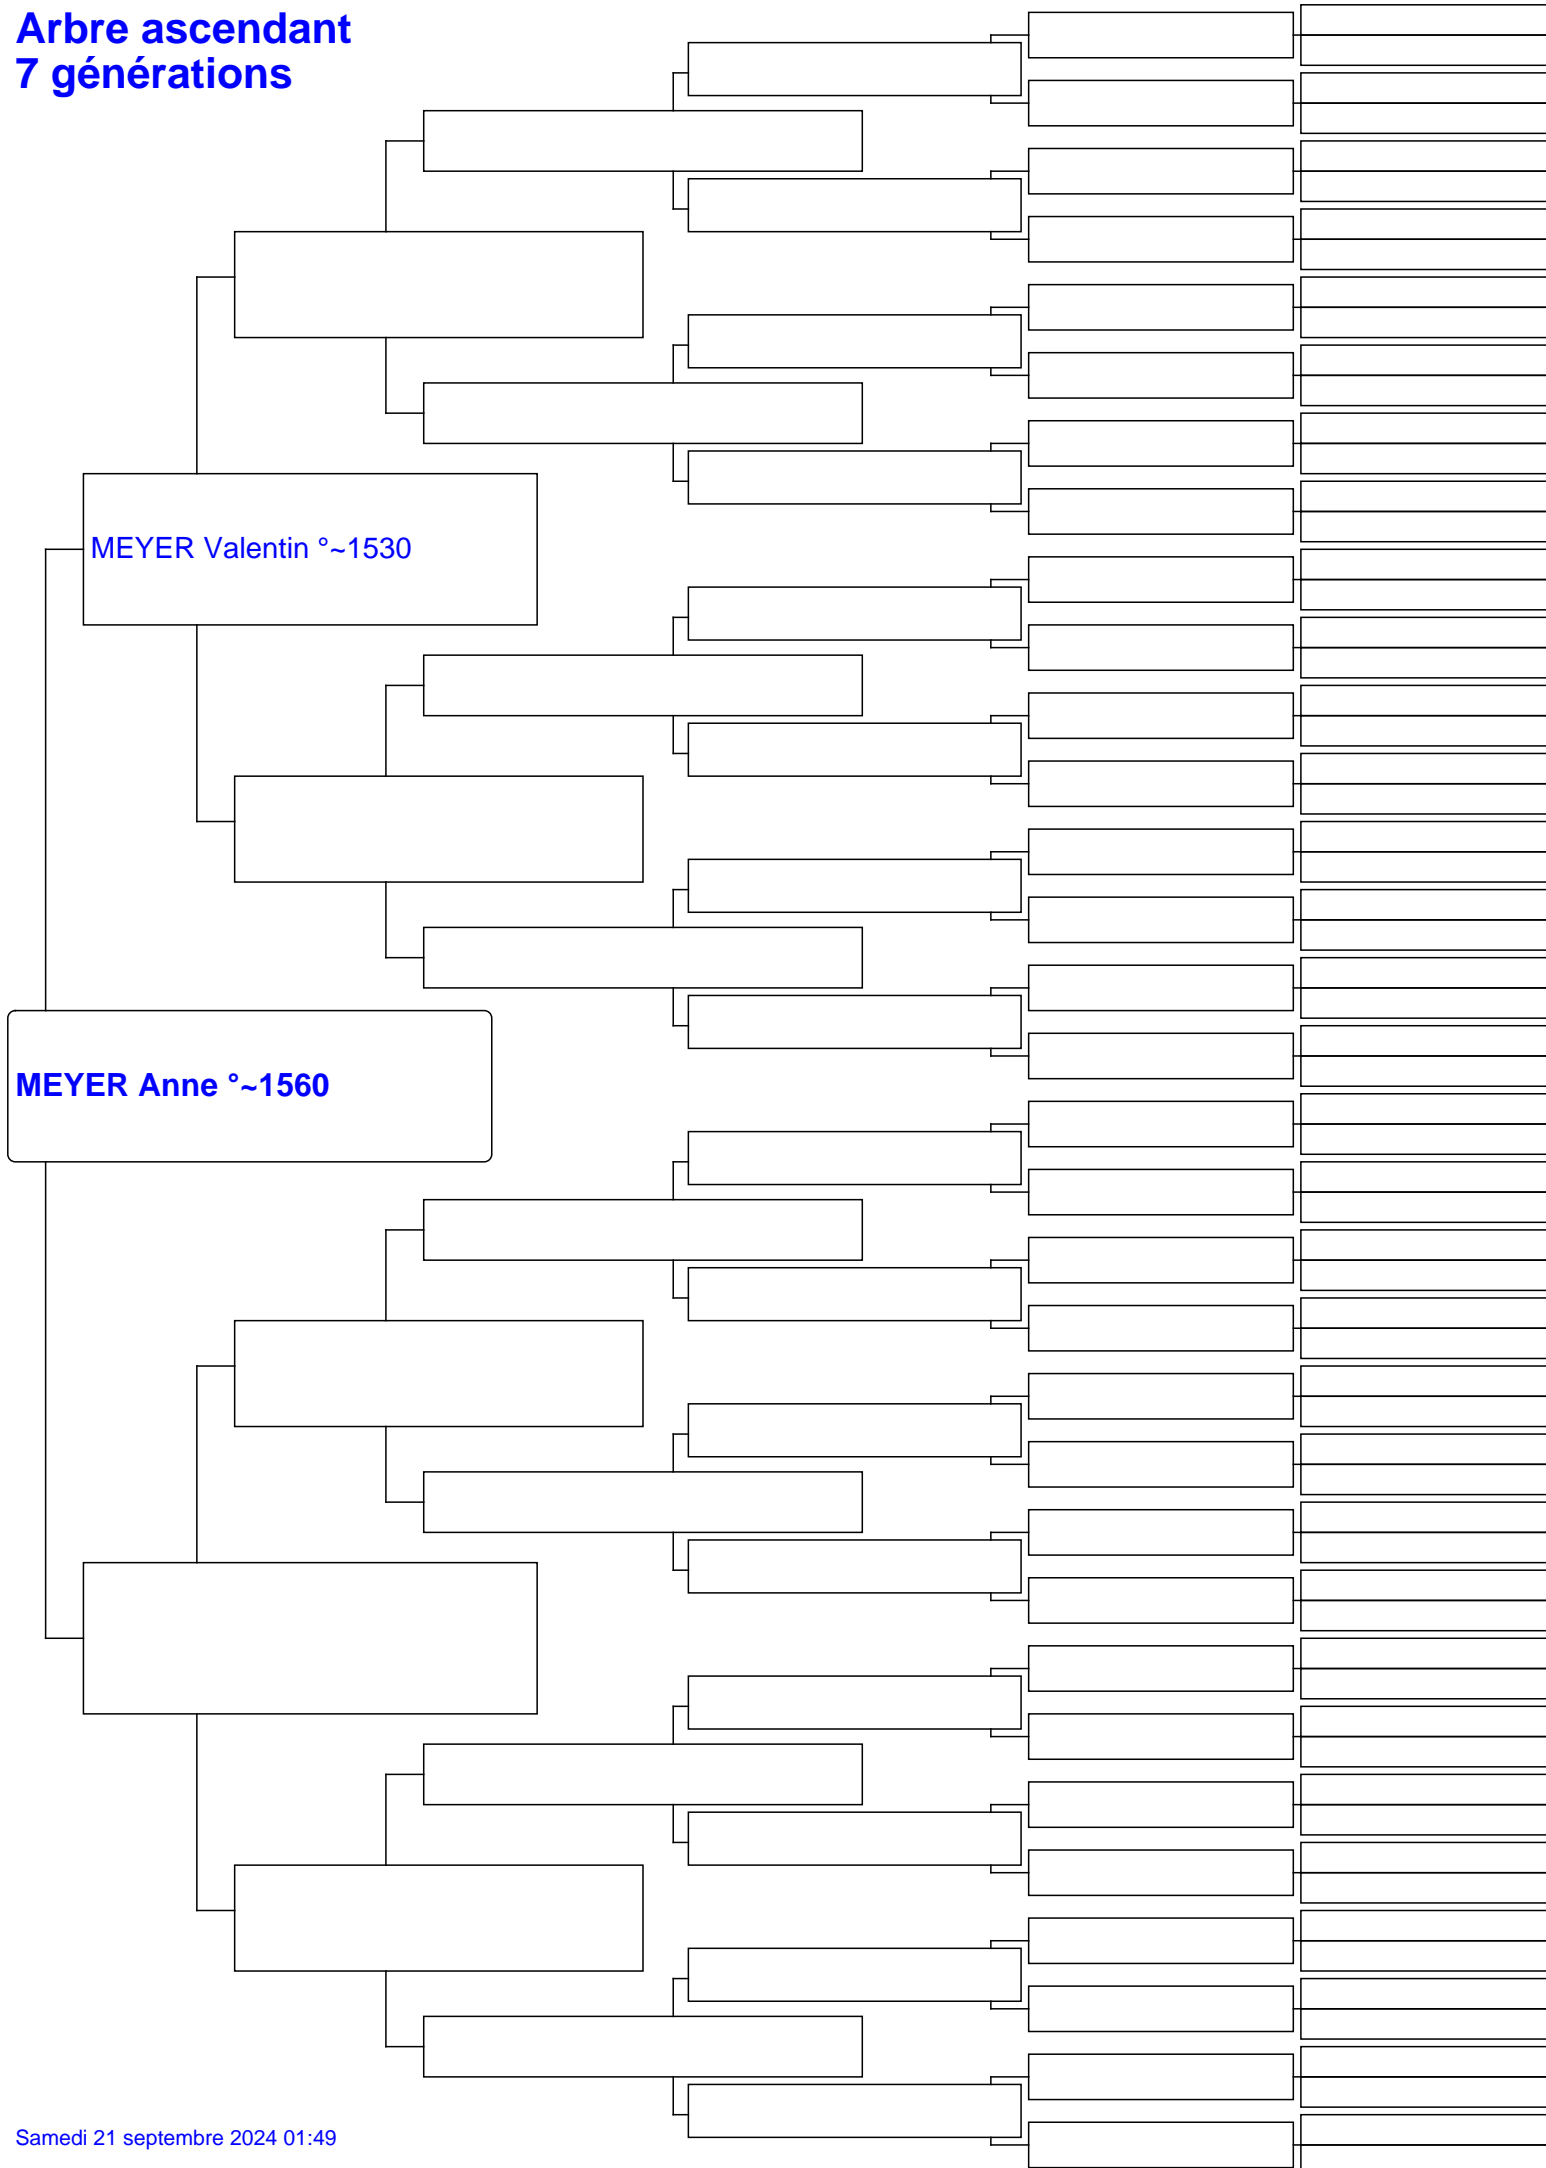 Arbre ascendant
7 générations
MEYER Valentin °~1530
MEYER Anne °~1560
Samedi 21 septembre 2024 01:49